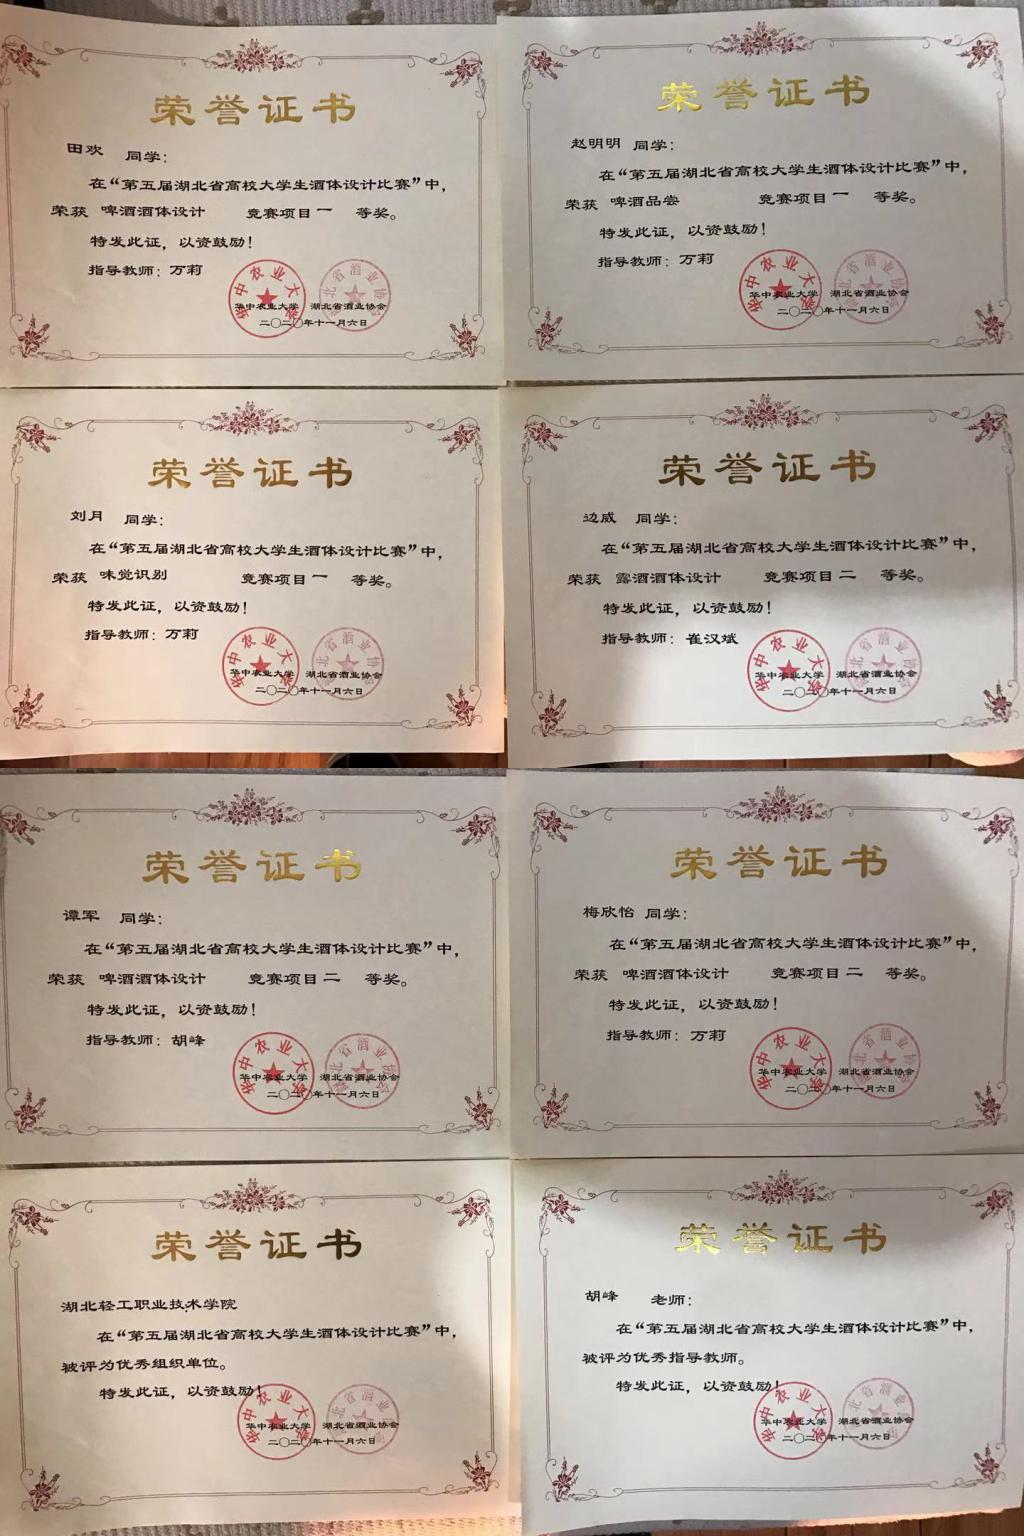 荣誉证书
田欢 同学：
在“第五届湖北省高校大学生酒体设计比赛”中，
荣获 啤酒酒体设计 竞赛项目一 等奖。
特发此证，以资鼓励！
指导教师：万莉
华中农业大学 湖北省酒业协会
二〇二〇年十一月六日
荣誉证书
赵明明 同学：
在“第五届湖北省高校大学生酒体设计比赛”中，
荣获 啤酒品尝 竞赛项目一 等奖。
特发此证，以资鼓励！
指导教师：万莉
华中农业大学 湖北省酒业协会
二〇二〇年十一月六日
荣誉证书
刘月 同学：
在“第五届湖北省高校大学生酒体设计比赛”中，
荣获 味觉识别 竞赛项目一 等奖。
特发此证，以资鼓励！
指导教师：万莉
华中农业大学 湖北省酒业协会
二〇二〇年十一月六日
荣誉证书
边威 同学：
在“第五届湖北省高校大学生酒体设计比赛”中，
荣获 露酒酒体设计 竞赛项目二 等奖。
特发此证，以资鼓励！
指导教师：崔汉斌
华中农业大学 湖北省酒业协会
二〇二〇年十一月六日
荣誉证书
谭军 同学：
在“第五届湖北省高校大学生酒体设计比赛”中，
荣获 啤酒酒体设计 竞赛项目二 等奖。
特发此证，以资鼓励！
指导教师：胡峰
华中农业大学 湖北省酒业协会
二〇二〇年十一月六日
荣誉证书
梅欣怡 同学：
在“第五届湖北省高校大学生酒体设计比赛”中，
荣获 啤酒酒体设计 竞赛项目二 等奖。
特发此证，以资鼓励！
指导教师：万莉
华中农业大学 湖北省酒业协会
二〇二〇年十一月六日
荣誉证书
湖北轻工职业技术学院
在“第五届湖北省高校大学生酒体设计比赛”中，
被评为优秀组织单位。
特发此证，以资鼓励！
华中农业大学 湖北省酒业协会
二〇二〇年十一月六日
荣誉证书
胡峰 老师：
在“第五届湖北省高校大学生酒体设计比赛”中，
被评为优秀指导教师。
特发此证，以资鼓励！
华中农业大学 湖北省酒业协会
二〇二〇年十一月六日